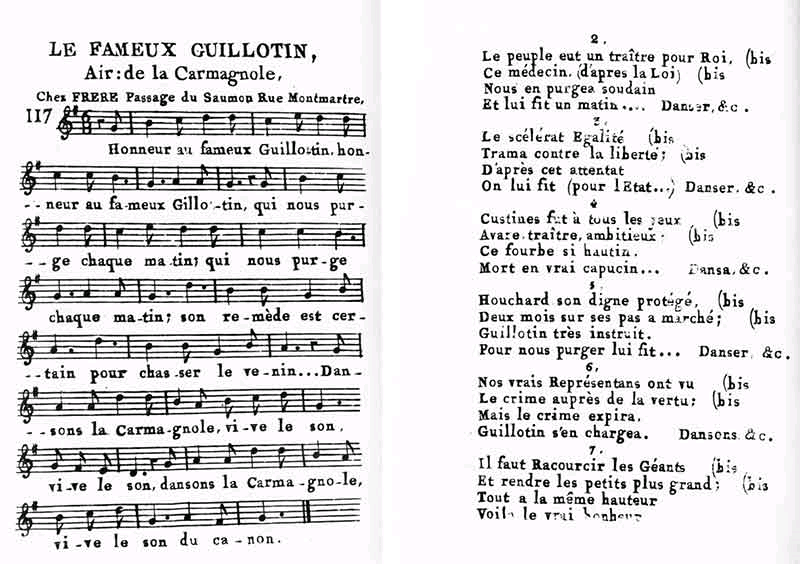 LE FAMEUX GUILLOTIN,
Air: de la Carmagnole,
Chez FRERE Passage du Saumon Rue Montmartre,
117
Honneur au fameux Guillotin, hon-
--neur au fa-meux Gillo-tin, qui nous pur-
--ge chaque ma-tin; qui nous pur-ge
chaque ma-tin; son re-mède est cer-
--tain pour chas-ser le ve-nin...Dan-
--sons la Carma-gnole, vi-ve le son,
vi-ve le son, dansons la Carma-gno-le,
vi-ve le son du ca-non.
2.
Le peuple eut un traître pour Roi, (bis
Ce médecin, (d'apres la Loi) (bis
Nous en purgea soudain
Et lui fit un matin.... Danser, &c.
3.
Le scélérat Egalité (bis
Trama contre la liberté; (bis
D'après cet attentat
On lui fit (pour l'Etat...) Danser, &c.
4
Custines fut à tous les yeux (bis
Avare, traître, ambitieux: (bis
Ce fourbe si hautin.
Mort en vrai capucin... Dansa, &c.
5.
Houchard son digne protégé, (bis
Deux mois sur ses pas a marché; (bis
Guillotin très instruit.
Pour nous purger lui fit... Danser, &c.
6.
Nos vrais Représentans ont vu (bis
Le crime auprès de la vertu: (bis
Mais le crime expira,
Guillotin s'en chargea. Dansons, &c.
7.
Il faut Racourcir les Géants (bis
Et rendre les petits plus grand; (bis
Tout a la même hauteur
Voila le vrai bonheur